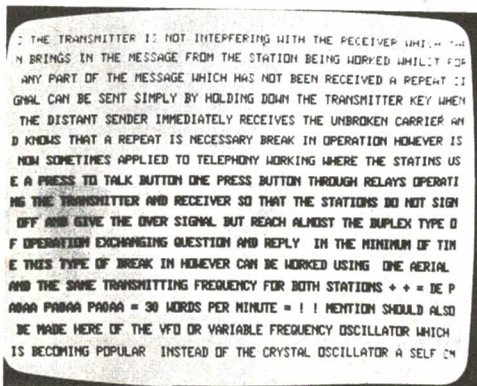 THE TRANSMITTER IS NOT INTERFERING WITH THE RECEIVER
N BRINGS IN THE MESSAGE FROM THE STATION BEING WORKED WHILST FOR
ANY PART OF THE MESSAGE WHICH HAS NOT BEEN RECEIVED A REPEAT SI
GNAL CAN BE SENT SIMPLY BY HOLDING DOWN THE TRANSMITTER KEY WHEN
THE DISTANT SENDER IMMEDIATELY RECEIVES THE UNBROKEN CARRIER AN
D KNOWS THAT A REPEAT IS NECESSARY BREAK IN OPERATION HOWEVER IS
NOW SOMETIMES APPLIED TO TELEPHONY WORKING WHERE THE STATINS US
E A PRESS TO TALK BUTTON ONE PRESS BUTTON THROUGH RELAYS OPERATI
NG THE TRANSMITTER AND RECEIVER SO THAT THE STATIONS DO NOT SIGN
OFF AND GIVE THE OVER SIGNAL BUT REACH ALMOST THE DUPLEX TYPE O
F OPERATION EXCHANGING QUESTION AND REPLY IN THE MINIMUM OF TIM
E THIS TYPE OF BREAK IN HOWEVER CAN BE WORKED USING ONE AERIAL
AND THE SAME TRANSMITTING FREQUENCY FOR BOTH STATIONS + + = DE P
A0AA PA0AA PA0AA = 30 WORDS PER MINUTE = ! ! MENTION SHOULD ALSO
BE MADE HERE OF THE VFO OR VARIABLE FREQUENCY OSCILLATOR WHICH
IS BECOMING POPULAR INSTEAD OF THE CRYSTAL OSCILLATOR A SELF